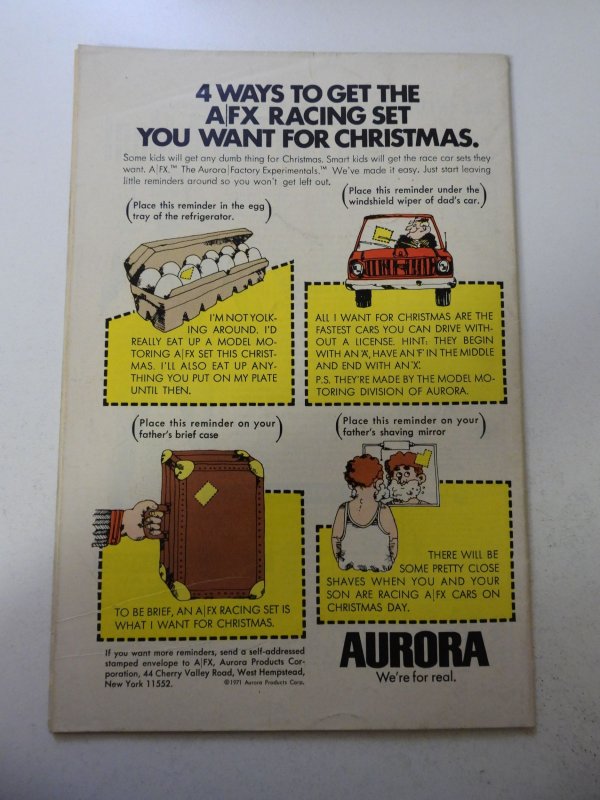 4 WAYS TO GET THE
A|FX RACING SET
YOU WANT FOR CHRISTMAS.
Some kids will get any dumb thing for Christmas. Smart kids will get the race car sets they
want. A|FX.™ The Aurora|Factory Experimentals.™ We've made it easy. Just start leaving
little reminders around so you won't get left out.
(Place this reminder in the egg
tray of the refrigerator.)
I'M NOT YOLK-
ING AROUND. I'D
REALLY EAT UP A MODEL MO-
TORING A|FX SET THIS CHRIST-
MAS. I'LL ALSO EAT UP ANY-
THING YOU PUT ON MY PLATE
UNTIL THEN.
(Place this reminder under the
windshield wiper of dad's car.)
ALL I WANT FOR CHRISTMAS ARE THE
FASTEST CARS YOU CAN DRIVE WITH-
OUT A LICENSE. HINT: THEY BEGIN
WITH AN 'A', HAVE AN 'F' IN THE MIDDLE
AND END WITH AN 'X'.
P.S. THEY'RE MADE BY THE MODEL MO-
TORING DIVISION OF AURORA.
(Place this reminder on your
father's brief case)
TO BE BRIEF, AN A|FX RACING SET IS
WHAT I WANT FOR CHRISTMAS.
(Place this reminder on your
father's shaving mirror)
THERE WILL BE
SOME PRETTY CLOSE
SHAVES WHEN YOU AND YOUR
SON ARE RACING A|FX CARS ON
CHRISTMAS DAY.
If you want more reminders, send a self-addressed
stamped envelope to A|FX, Aurora Products Cor-
poration, 44 Cherry Valley Road, West Hempstead,
New York 11552.
©1971 Aurora Products Corp.
AURORA
We're for real.